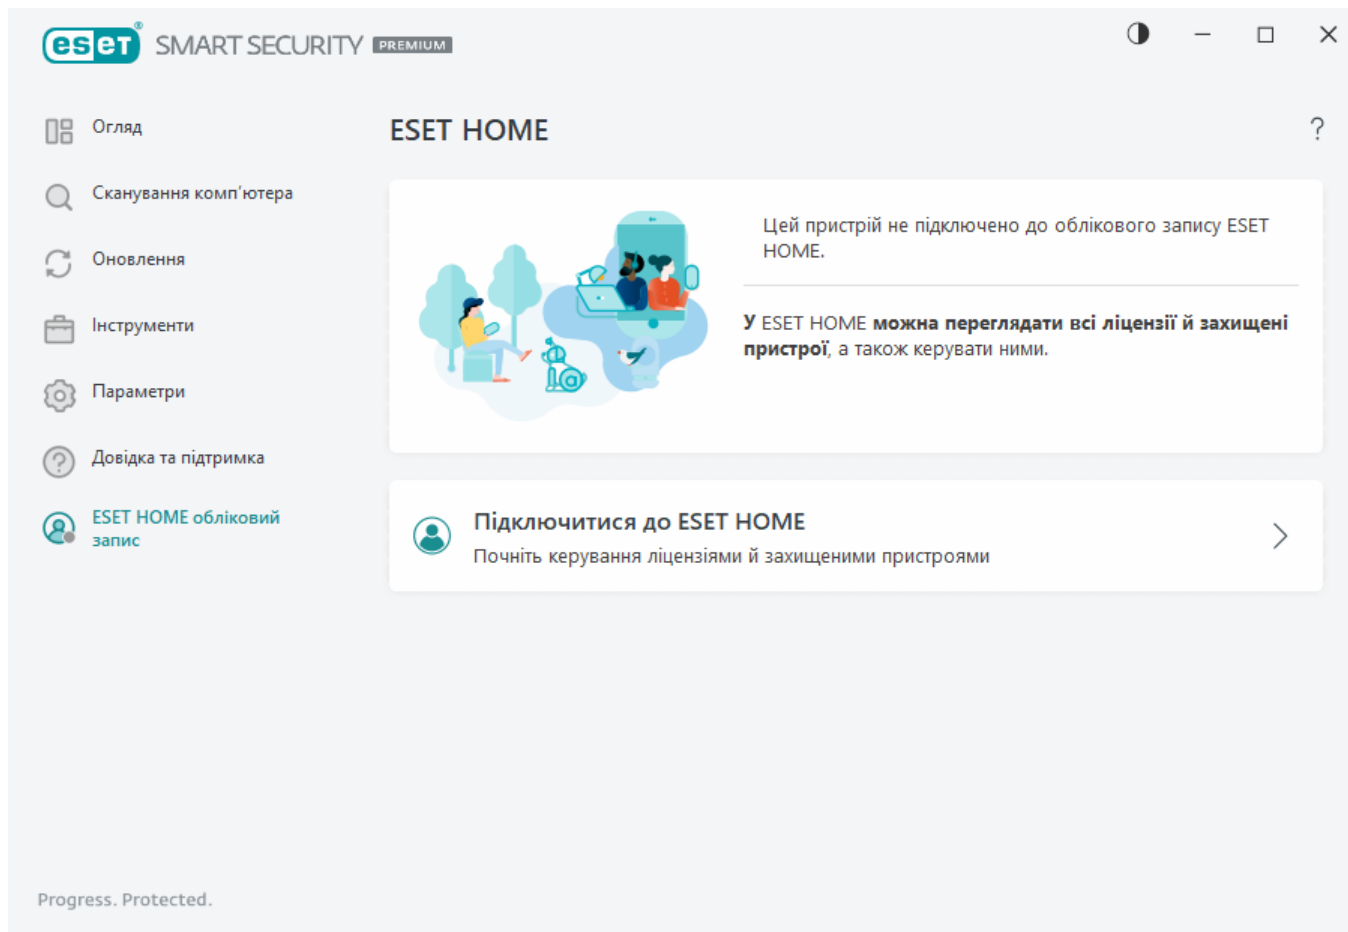 eset® SMART SECURITY PREMIUM
Огляд
Сканування комп'ютера
Оновлення
Інструменти
Параметри
Довідка та підтримка
ESET HOME обліковий
запис
ESET HOME
?
Цей пристрій не підключено до облікового запису ESET
HOME.
У ESET HOME можна переглядати всі ліцензії й захищені
пристрої, а також керувати ними.
Підключитися до ESET HOME
Почніть керування ліцензіями й захищеними пристроями
Progress. Protected.